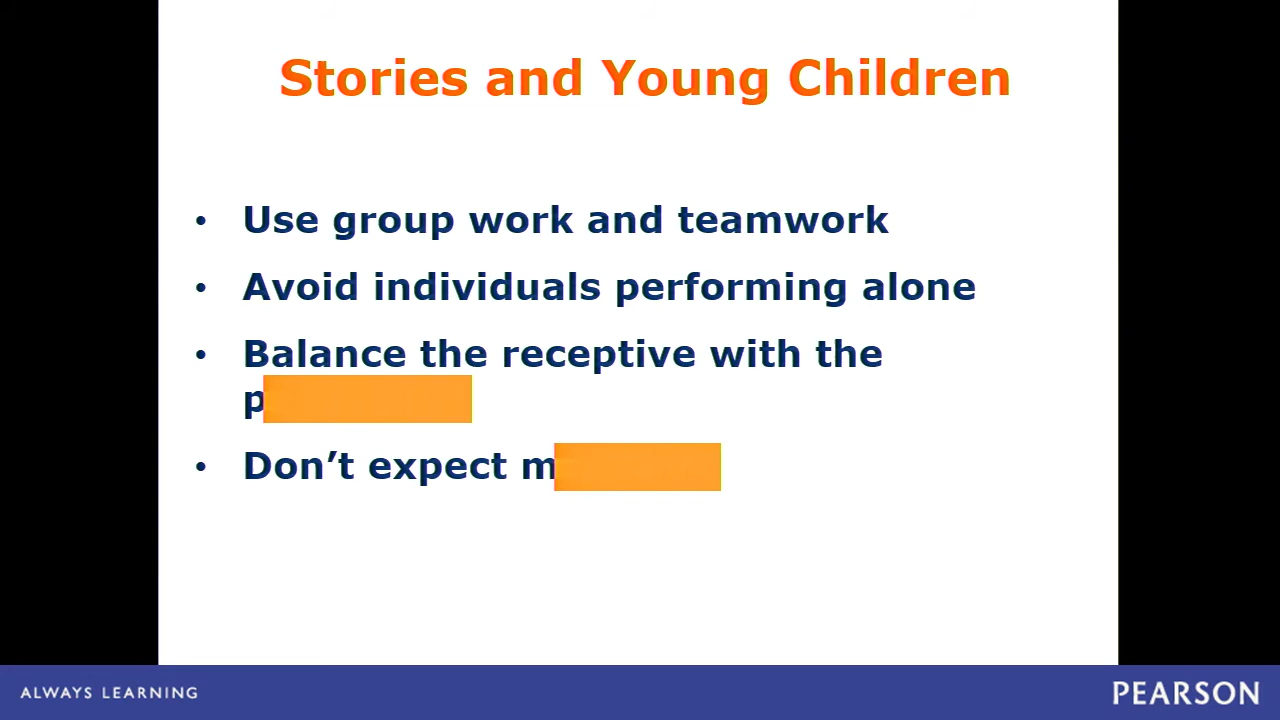 Stories and Young Children
• Use group work and teamwork
• Avoid individuals performing alone
• Balance the receptive with the
p
• Don’t expect m
ALWAYS LEARNING
PEARSON